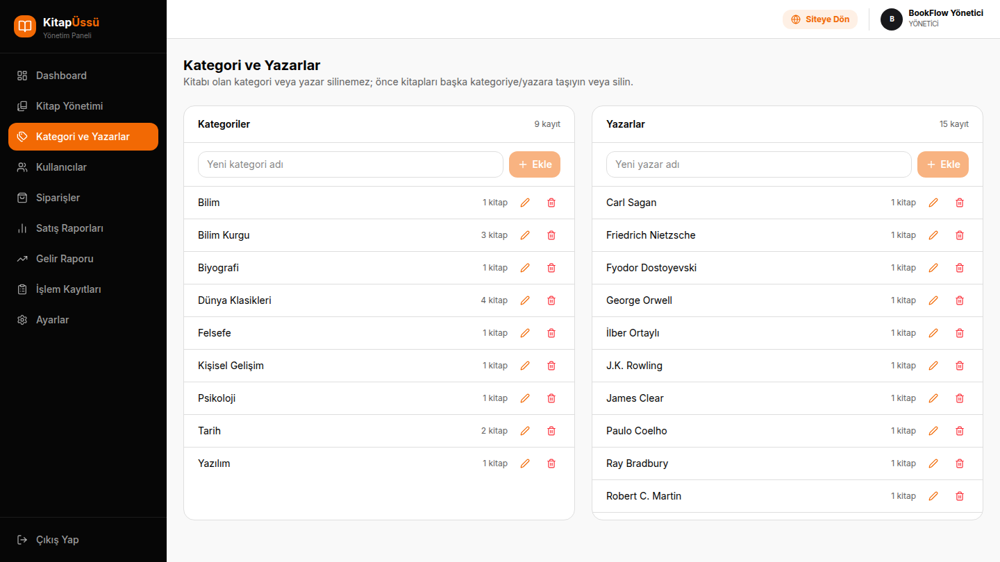 KitapÜssü
Yönetim Paneli
Dashboard
Kitap Yönetimi
Kategori ve Yazarlar
Kullanıcılar
Siparişler
Satış Raporları
Gelir Raporu
İşlem Kayıtları
Ayarlar
Çıkış Yap
Siteye Dön
B
BookFlow Yönetici
YÖNETİCİ
Kategori ve Yazarlar
Kitabı olan kategori veya yazar silinemez; önce kitapları başka kategoriye/yazara taşıyın veya silin.
Kategoriler 9 kayıt
Yeni kategori adı + Ekle
Bilim 1 kitap
Bilim Kurgu 3 kitap
Biyografi 1 kitap
Dünya Klasikleri 4 kitap
Felsefe 1 kitap
Kişisel Gelişim 1 kitap
Psikoloji 1 kitap
Tarih 2 kitap
Yazılım 1 kitap
Yazarlar 15 kayıt
Yeni yazar adı + Ekle
Carl Sagan 1 kitap
Friedrich Nietzsche 1 kitap
Fyodor Dostoyevski 1 kitap
George Orwell 1 kitap
İlber Ortaylı 1 kitap
J.K. Rowling 1 kitap
James Clear 1 kitap
Paulo Coelho 1 kitap
Ray Bradbury 1 kitap
Robert C. Martin 1 kitap